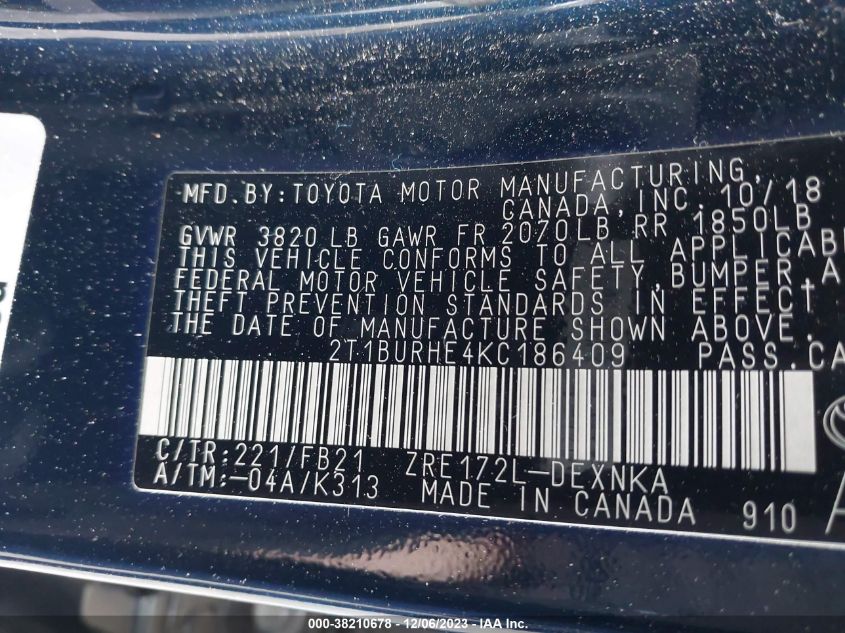 MFD.BY:TOYOTA MOTOR MANUFACTURING,
CANADA,INC. 10/18
GVWR 3820 LB GAWR FR 2070LB RR 1850LB
THIS VEHICLE CONFORMS TO ALL APPLICABL
FEDERAL MOTOR VEHICLE SAFETY,BUMPER,A
THEFT PREVENTION STANDARDS IN EFFECT
THE DATE OF MANUFACTURE SHOWN ABOVE.
2T1BURHE4KC186409 PASS.CA
C/TR:221/FB21 ZRE172L-DEXNKA
A/TM:-04A/K313 MADE IN CANADA 910
000-38210678 - 12/06/2023 - IAA Inc.